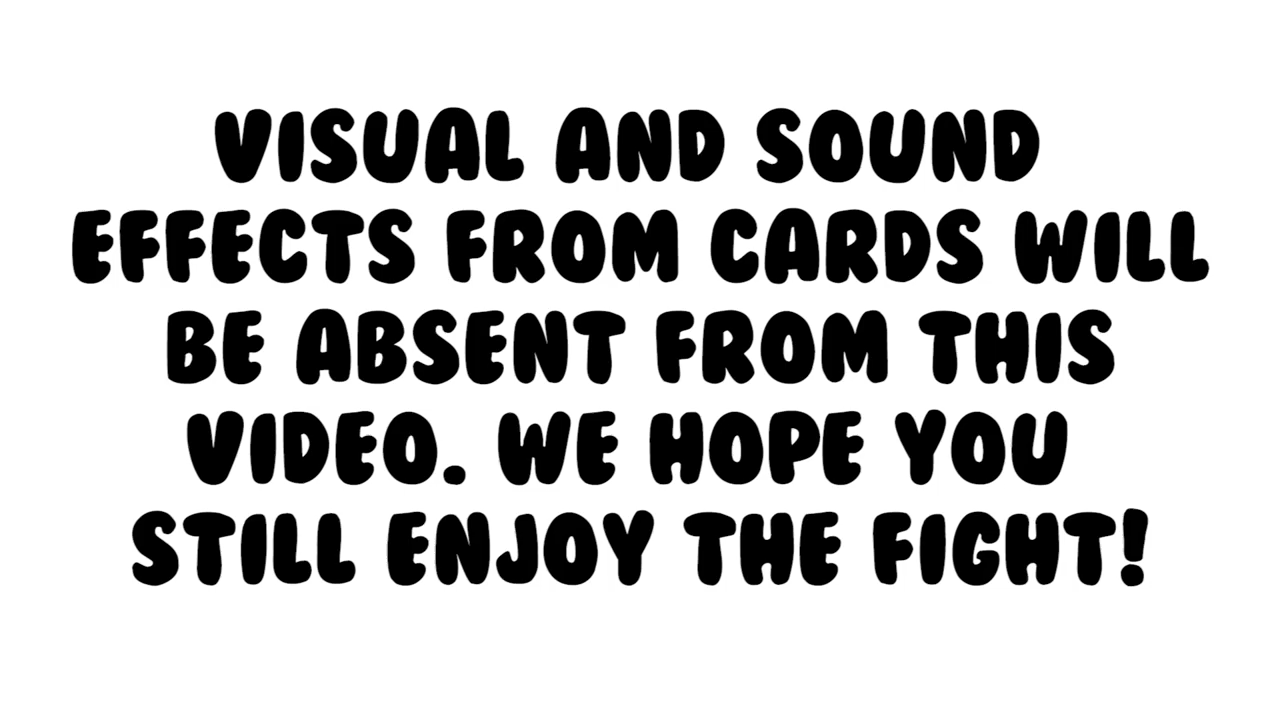 VISUAL AND SOUND
EFFECTS FROM CARDS WILL
BE ABSENT FROM THIS
VIDEO. WE HOPE YOU
STILL ENJOY THE FIGHT!